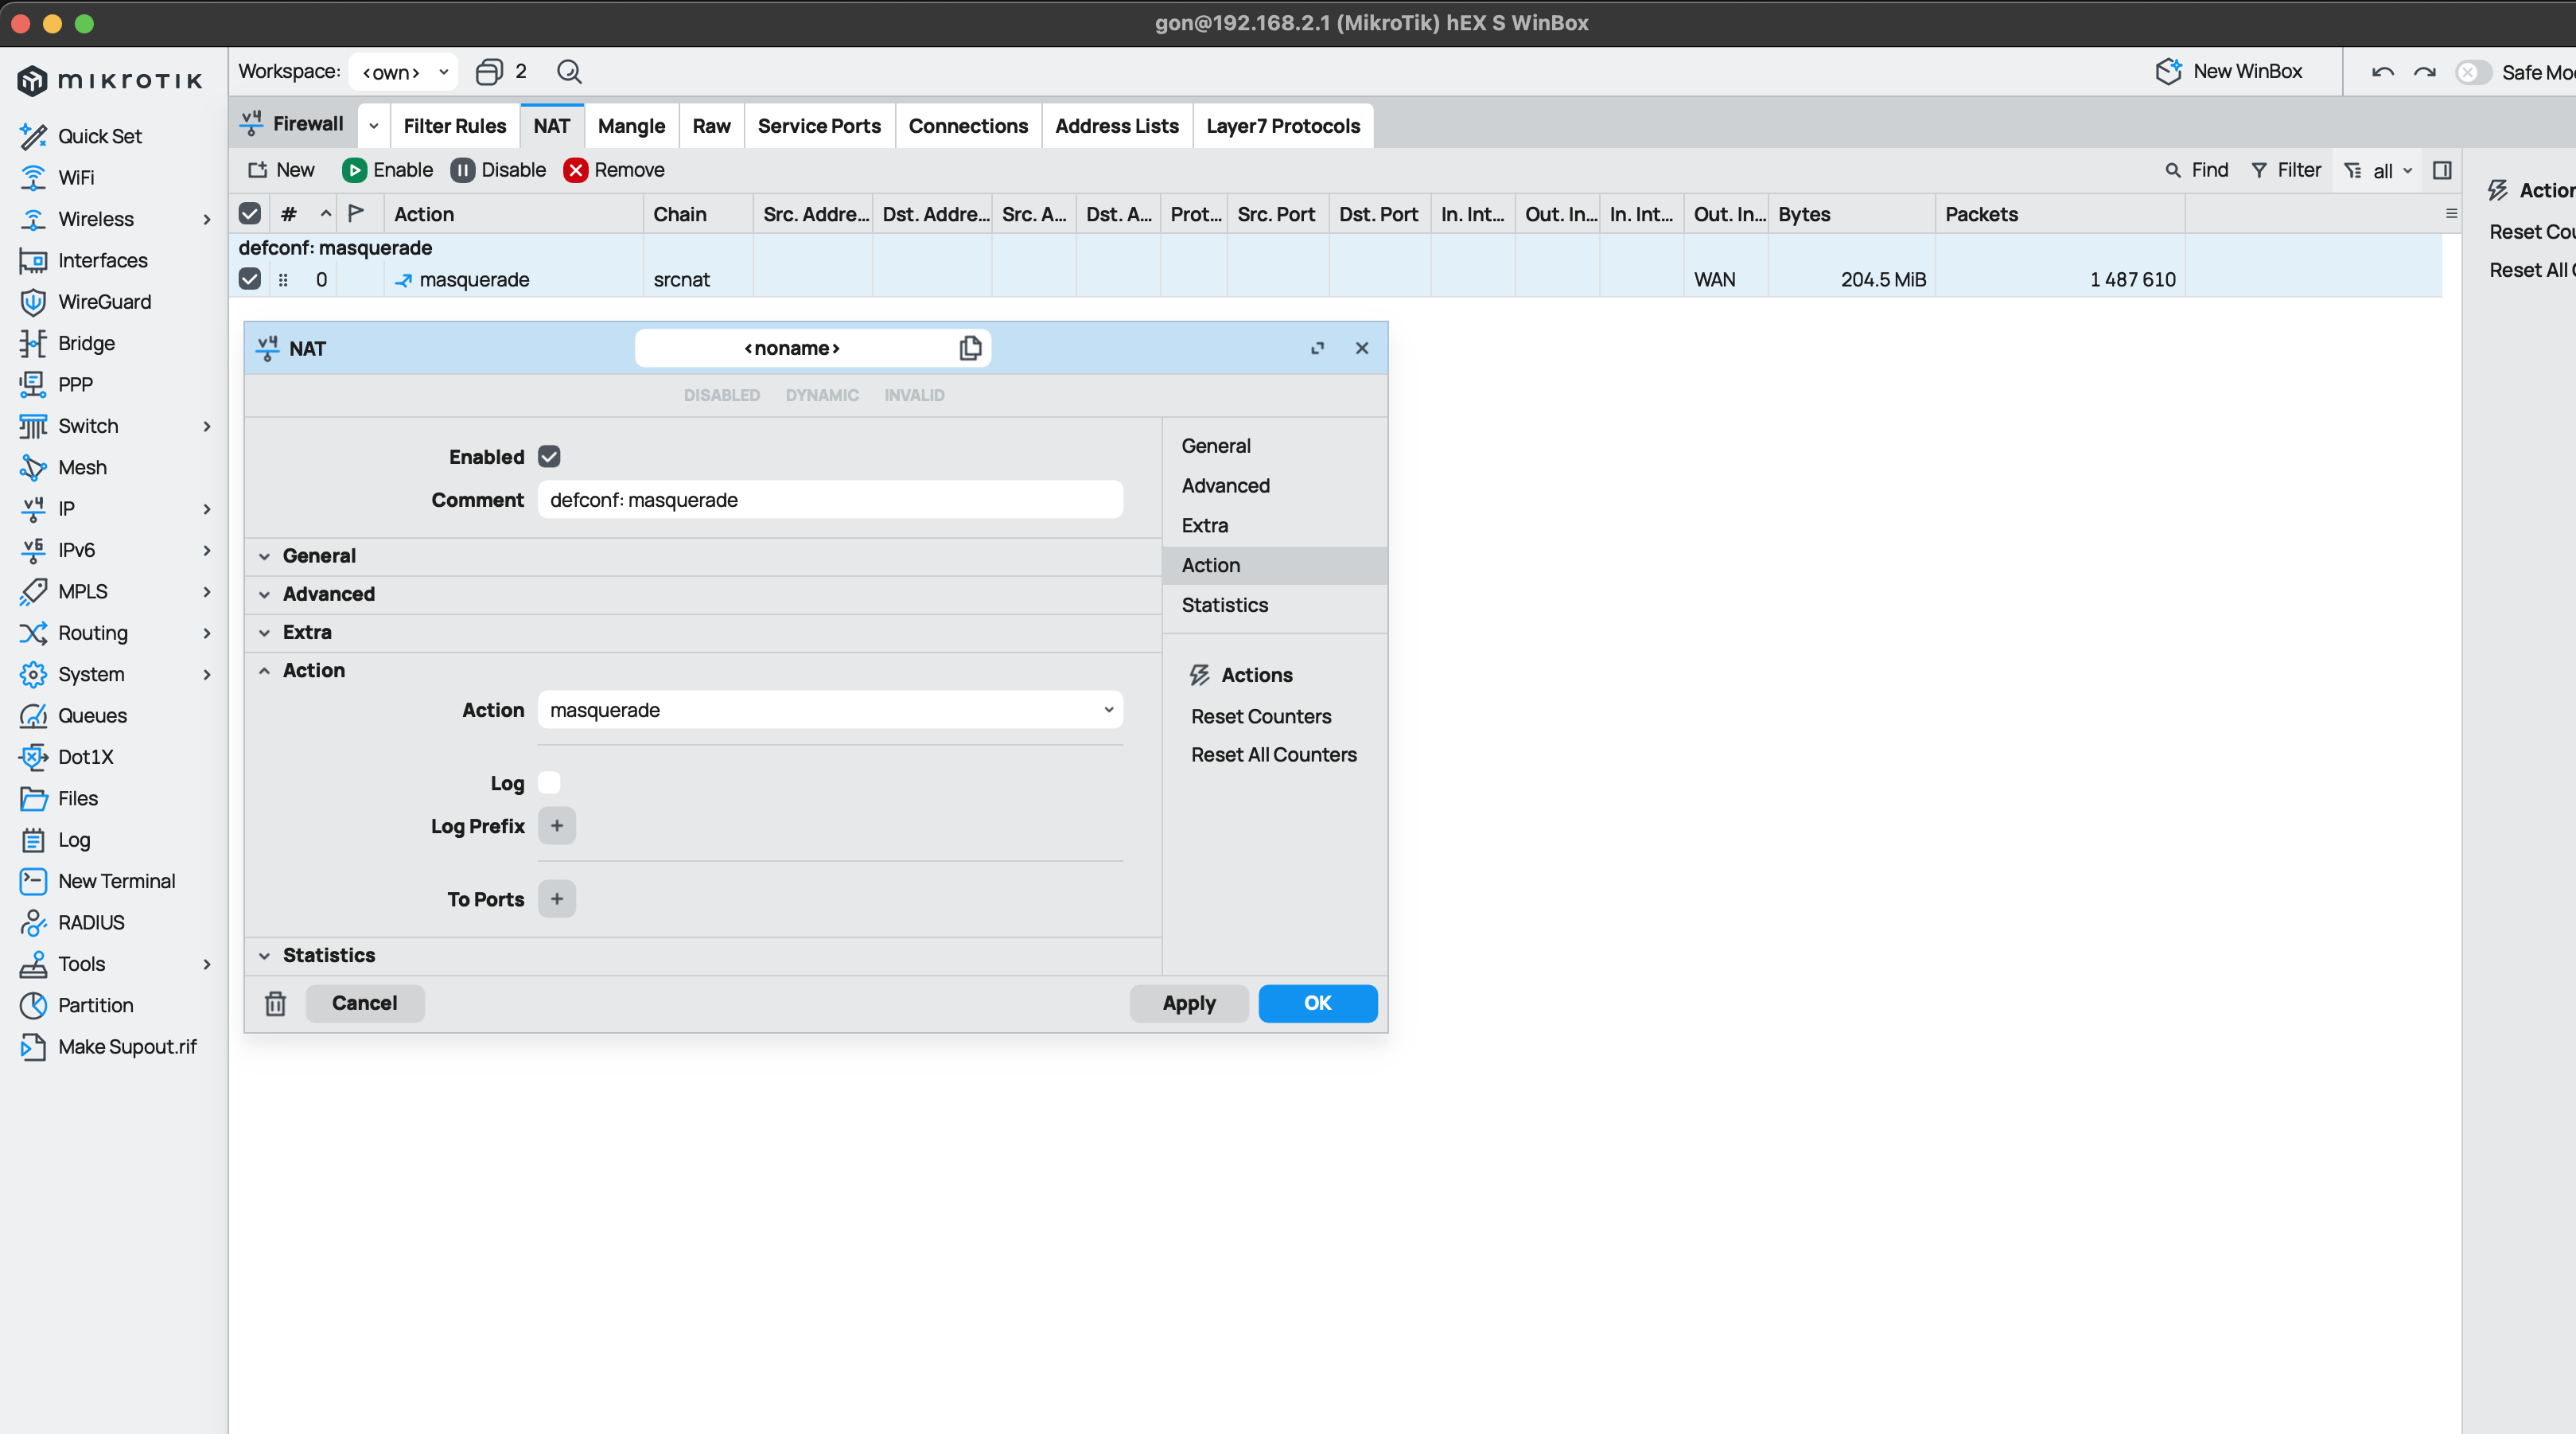 gon@192.168.2.1 (MikroTik) hEX S WinBox
MIKROTIK
Workspace: <own> 2
New WinBox
Safe Mo
Quick Set
WiFi
Wireless
Interfaces
WireGuard
Bridge
PPP
Switch
Mesh
IP
IPv6
MPLS
Routing
System
Queues
Dot1X
Files
Log
New Terminal
RADIUS
Tools
Partition
Make Supout.rif
Firewall Filter Rules NAT Mangle Raw Service Ports Connections Address Lists Layer7 Protocols
New Enable Disable Remove Find Filter all
# Action Chain Src. Addre... Dst. Addre... Src. A... Dst. A... Prot... Src. Port Dst. Port In. Int... Out. In... In. Int... Out. In... Bytes Packets
defconf: masquerade
0 masquerade srcnat WAN 204.5 MiB 1 487 610
Action
Reset Cou
Reset All
NAT <noname>
DISABLED DYNAMIC INVALID
Enabled
Comment defconf: masquerade
General
Advanced
Extra
Action
Action masquerade
Log
Log Prefix +
To Ports +
Statistics
Cancel Apply OK
General
Advanced
Extra
Action
Statistics
Actions
Reset Counters
Reset All Counters